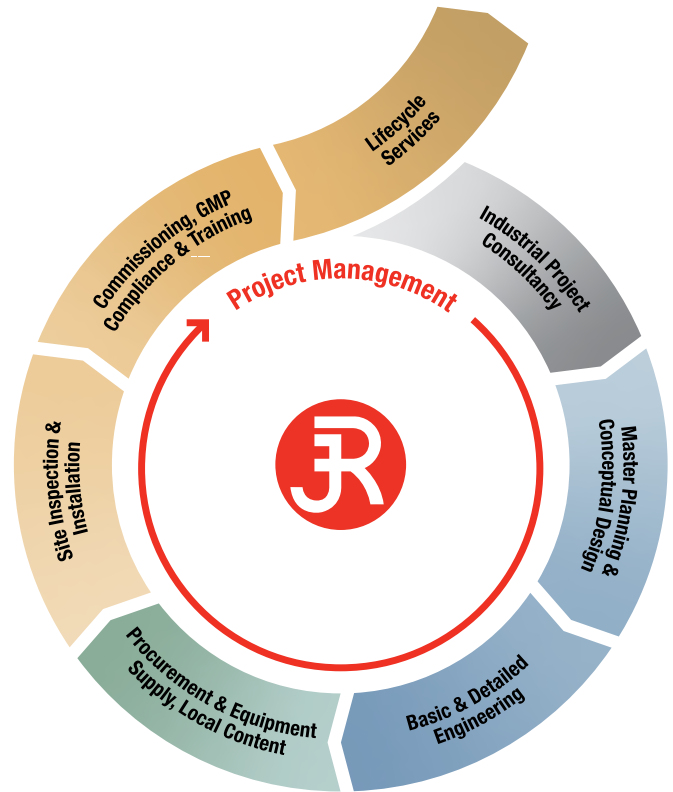 Lifecycle
Services
Industrial Project
Consultancy
Master Planning &
Conceptual Design
Basic & Detailed
Engineering
Procurement & Equipment
Supply, Local Content
Site Inspection &
Installation
Commissioning, GMP
Compliance & Training
Project Management
JR